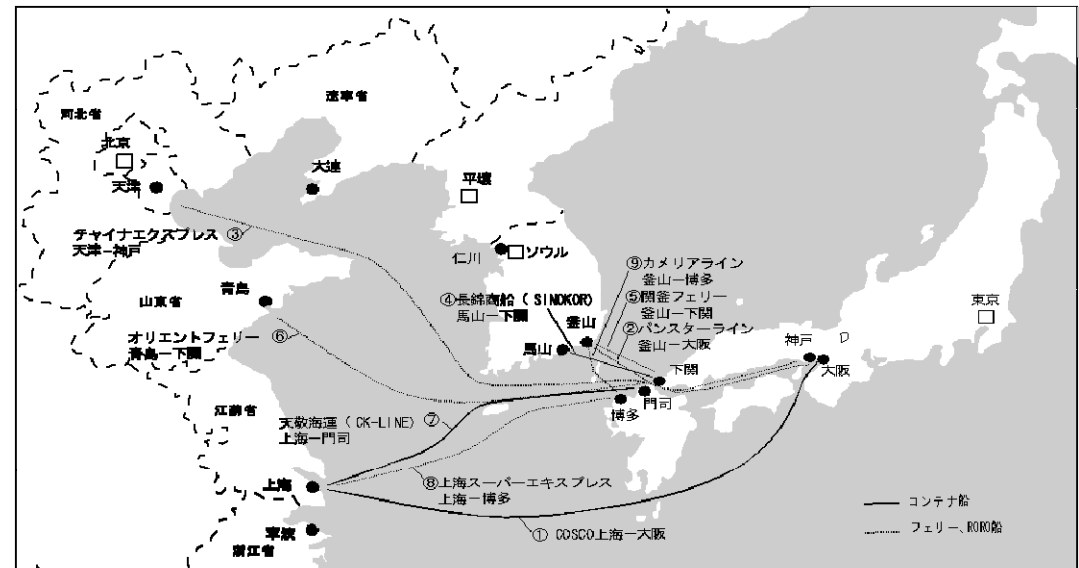 遼寧省
河北省
北京
天津
大連
平壌
チャイナエクスプレス ③
天津ー神戸
仁川
ソウル
⑨カメリアライン
釜山ー博多
山東省
青島
④長錦商船(SINOKOR)
馬山ー下関
⑤関釜フェリー
釜山ー下関
東京
オリエントフェリー ⑥
青島ー下関
釜山
馬山
②パンスターライン
釜山ー大阪
神戸
大阪
下関
門司
博多
江蘇省
天敬海運(CK-LINE) ⑦
上海ー門司
上海
⑧上海スーパーエキスプレス
上海ー博多
寧波
浙江省
① COSCO上海ー大阪
コンテナ船
フェリー、RORO船